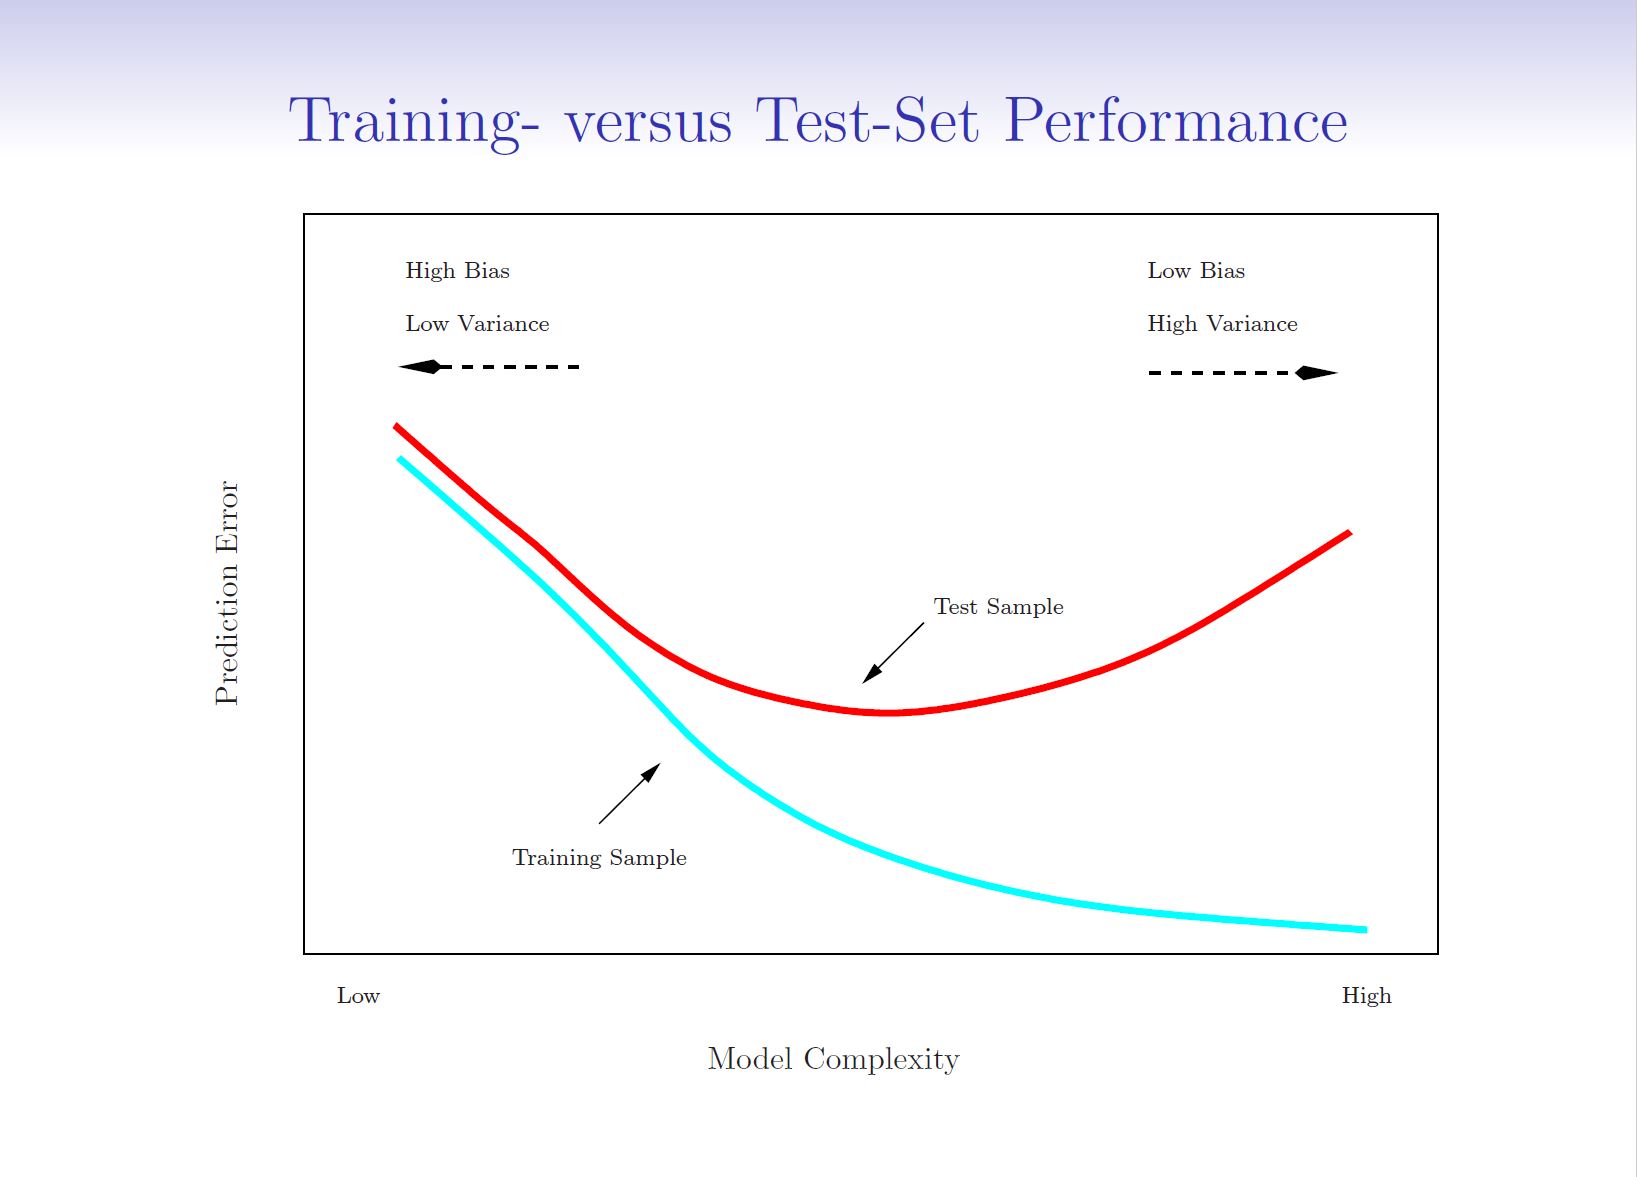 Training- versus Test-Set Performance
High Bias
Low Variance
Low Bias
High Variance
Prediction Error
Test Sample
Training Sample
Low
High
Model Complexity